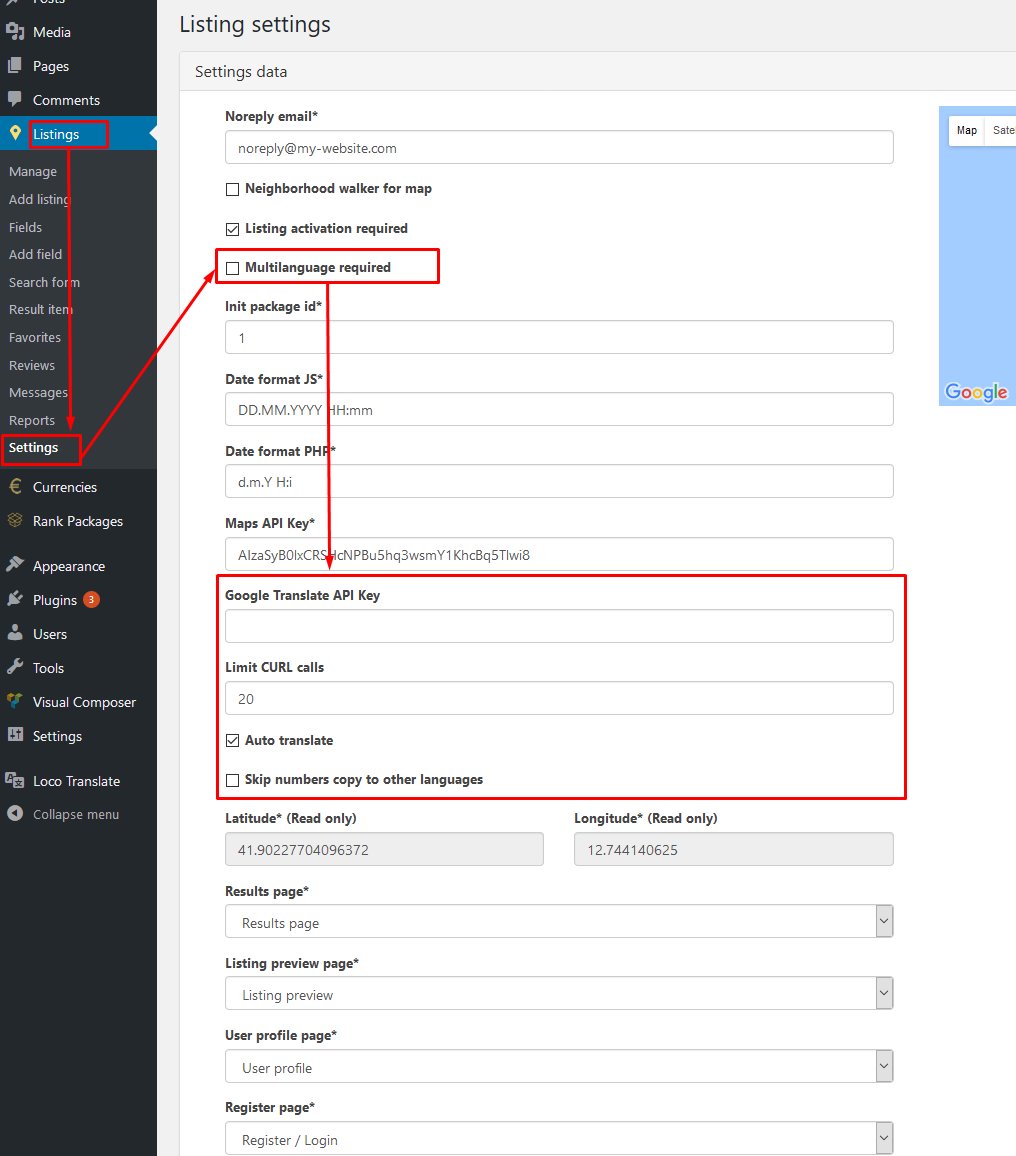 Posts
Media
Pages
Comments
Listings
Manage
Add listing
Fields
Add field
Search form
Result item
Favorites
Reviews
Messages
Reports
Settings
Currencies
Rank Packages
Appearance
Plugins 3
Users
Tools
Visual Composer
Settings
Loco Translate
Collapse menu
Listing settings
Settings data
Noreply email*
noreply@my-website.com
Neighborhood walker for map
Listing activation required
Multilanguage required
Init package id*
1
Date format JS*
DD.MM.YYYY HH:mm
Date format PHP*
d.m.Y H:i
Maps API Key*
Google Translate API Key
Limit CURL calls
20
Auto translate
Skip numbers copy to other languages
Latitude* (Read only) Longitude* (Read only)
41.90227704096372 12.744140625
Results page*
Results page
Listing preview page*
Listing preview
User profile page*
User profile
Register page*
Register / Login
Map Satel
Google